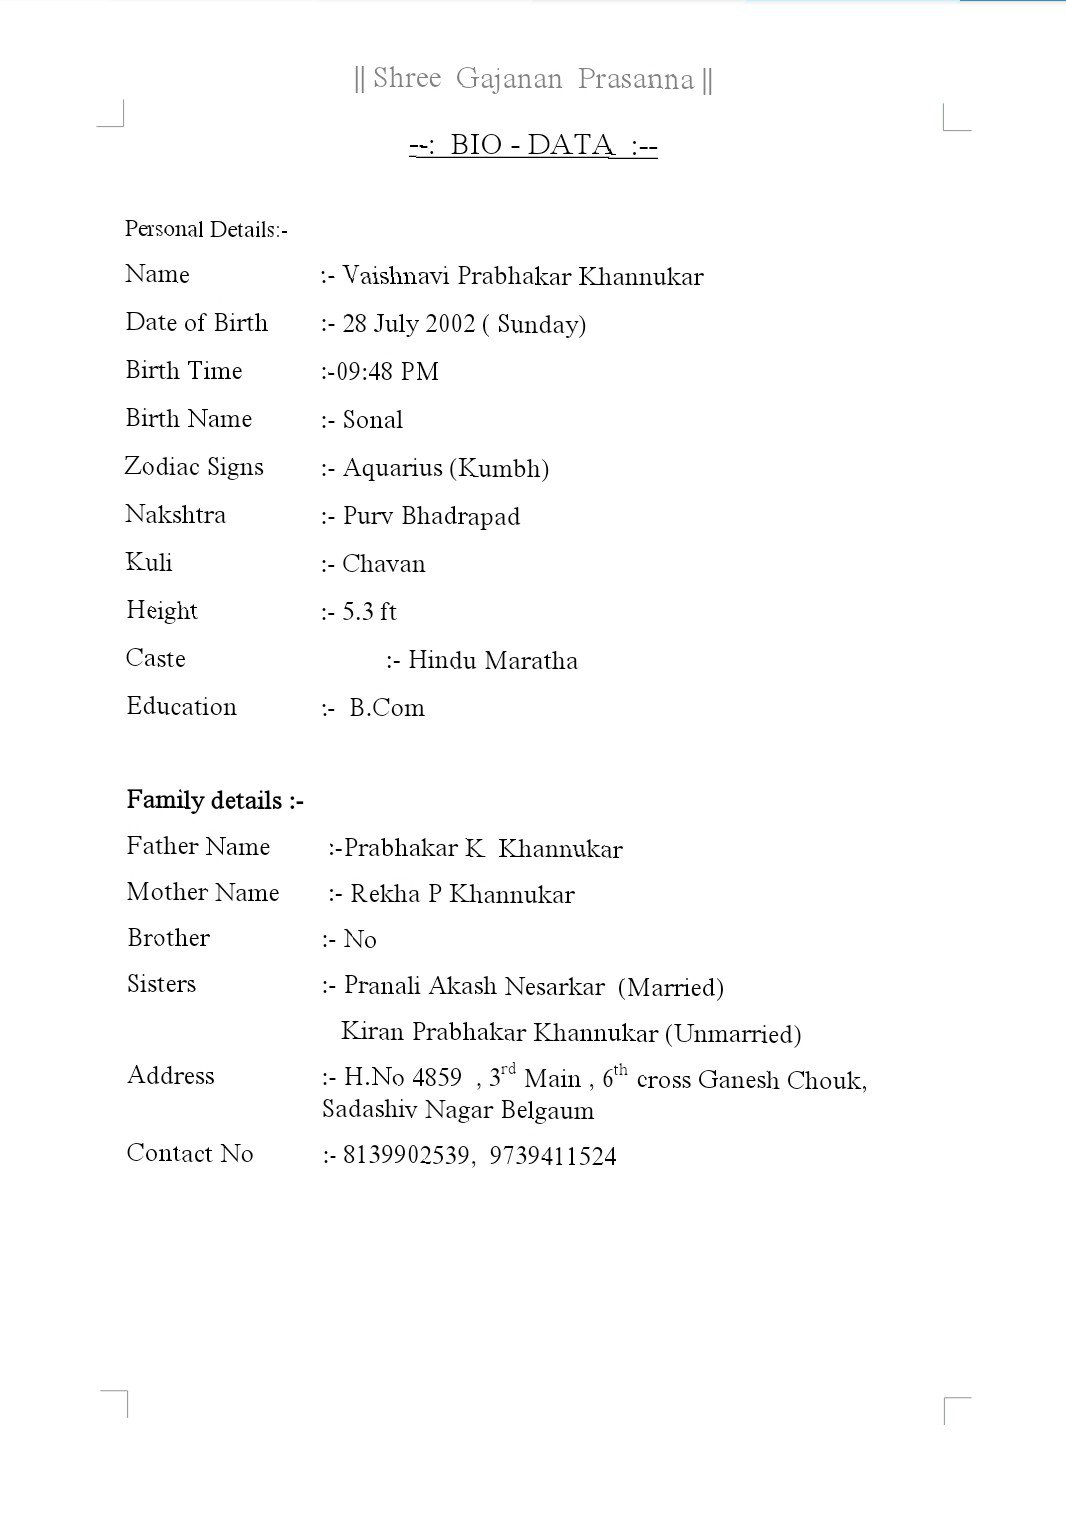 || Shree Gajanan Prasanna ||
--: BIO - DATA :--
Personal Details:-
Name :- Vaishnavi Prabhakar Khannukar
Date of Birth :- 28 July 2002 ( Sunday)
Birth Time :-09:48 PM
Birth Name :- Sonal
Zodiac Signs :- Aquarius (Kumbh)
Nakshtra :- Purv Bhadrapad
Kuli :- Chavan
Height :- 5.3 ft
Caste :- Hindu Maratha
Education :- B.Com
Family details :-
Father Name :-Prabhakar K Khannukar
Mother Name :- Rekha P Khannukar
Brother :- No
Sisters :- Pranali Akash Nesarkar (Married)
Kiran Prabhakar Khannukar (Unmarried)
Address :- H.No 4859 , 3rd Main , 6th cross Ganesh Chouk,
Sadashiv Nagar Belgaum
Contact No :- 8139902539, 9739411524